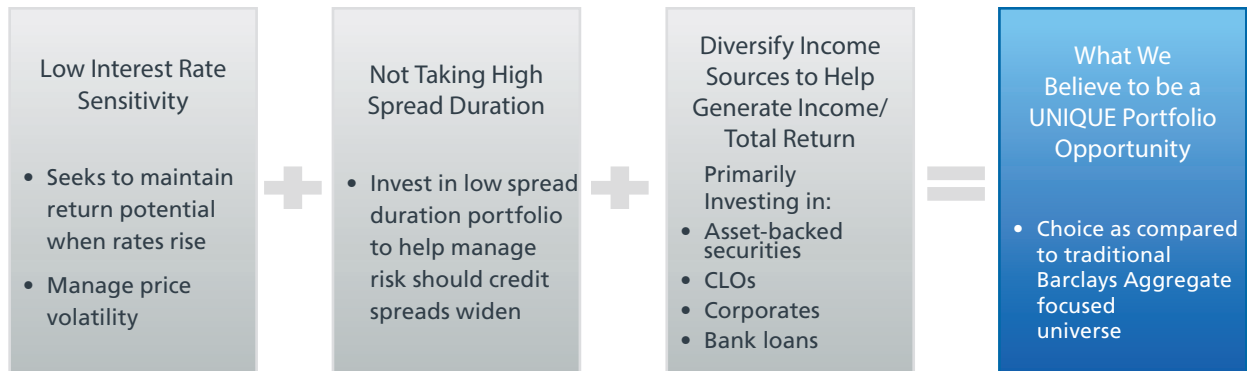 Low Interest Rate
Sensitivity
• Seeks to maintain
return potential
when rates rise
• Manage price
volatility
Not Taking High
Spread Duration
• Invest in low spread
duration portfolio
to help manage
risk should credit
spreads widen
Diversify Income
Sources to Help
Generate Income/
Total Return
Primarily
Investing in:
• Asset-backed
securities
• CLOs
• Corporates
• Bank loans
What We
Believe to be a
UNIQUE Portfolio
Opportunity
• Choice as compared
to traditional
Barclays Aggregate
focused
universe